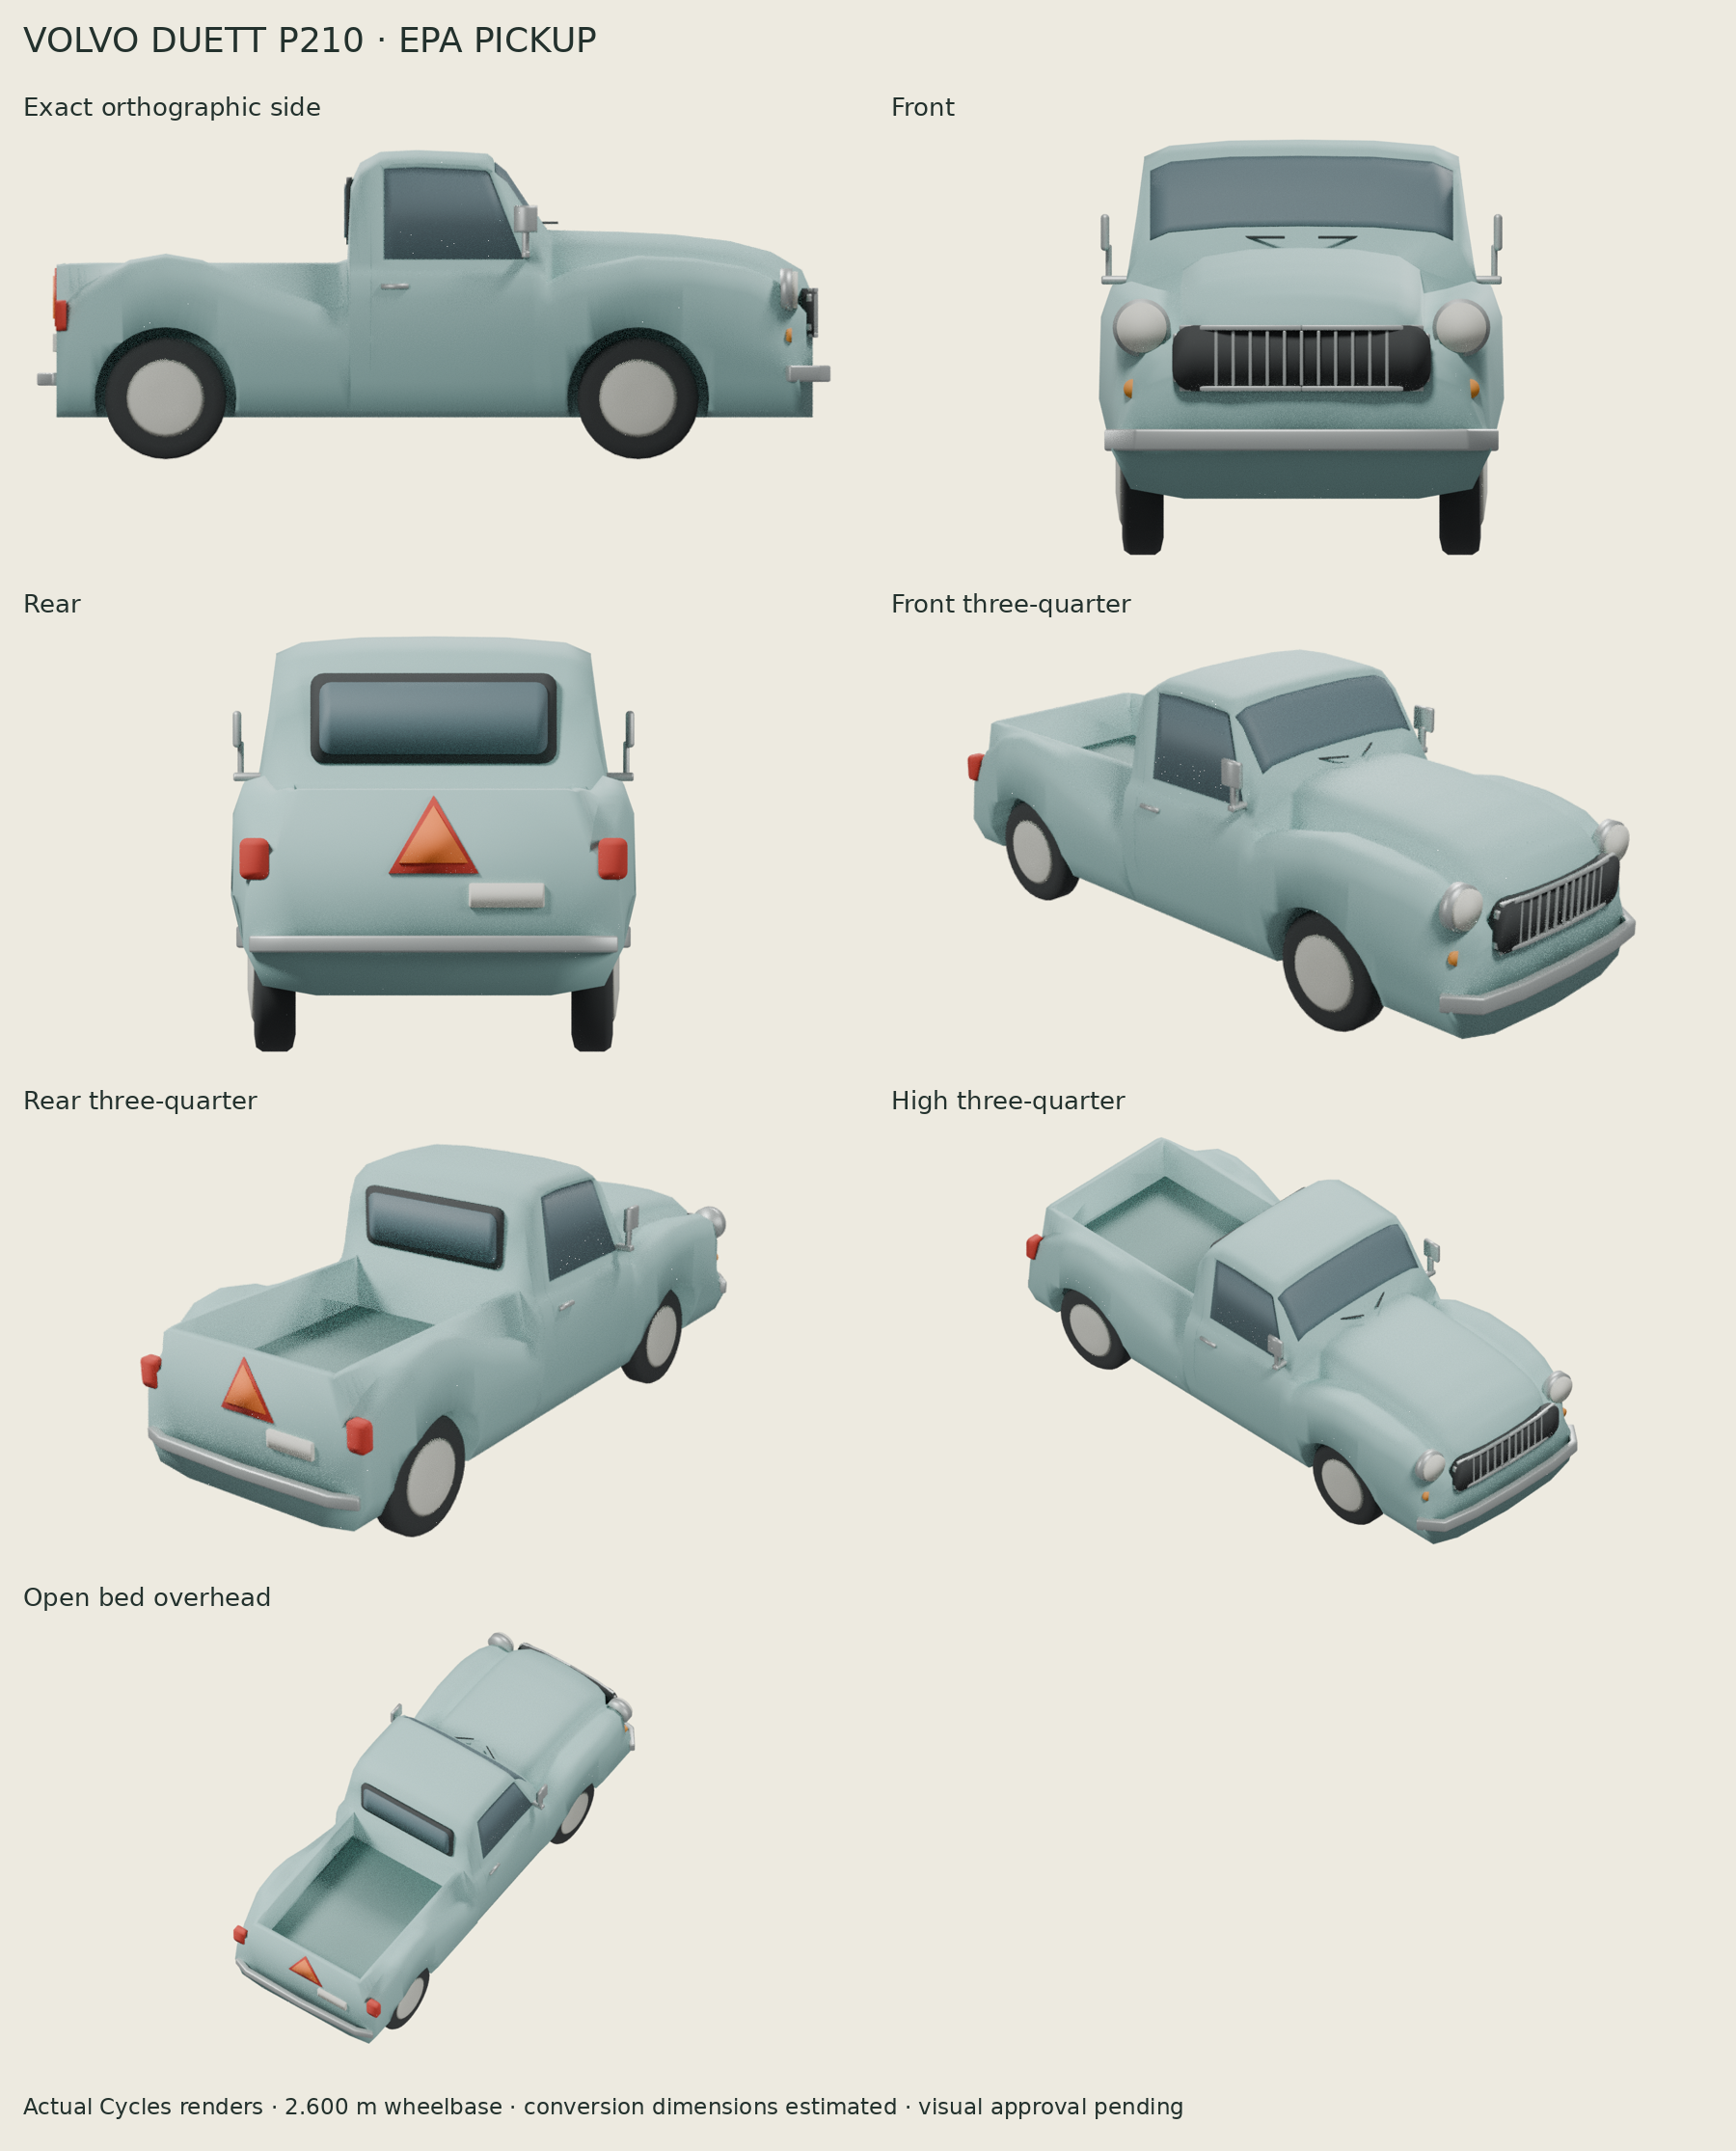 VOLVO DUETT P210 · EPA PICKUP
Exact orthographic side
Front
Rear
Front three-quarter
Rear three-quarter
High three-quarter
Open bed overhead
Actual Cycles renders · 2.600 m wheelbase · conversion dimensions estimated · visual approval pending